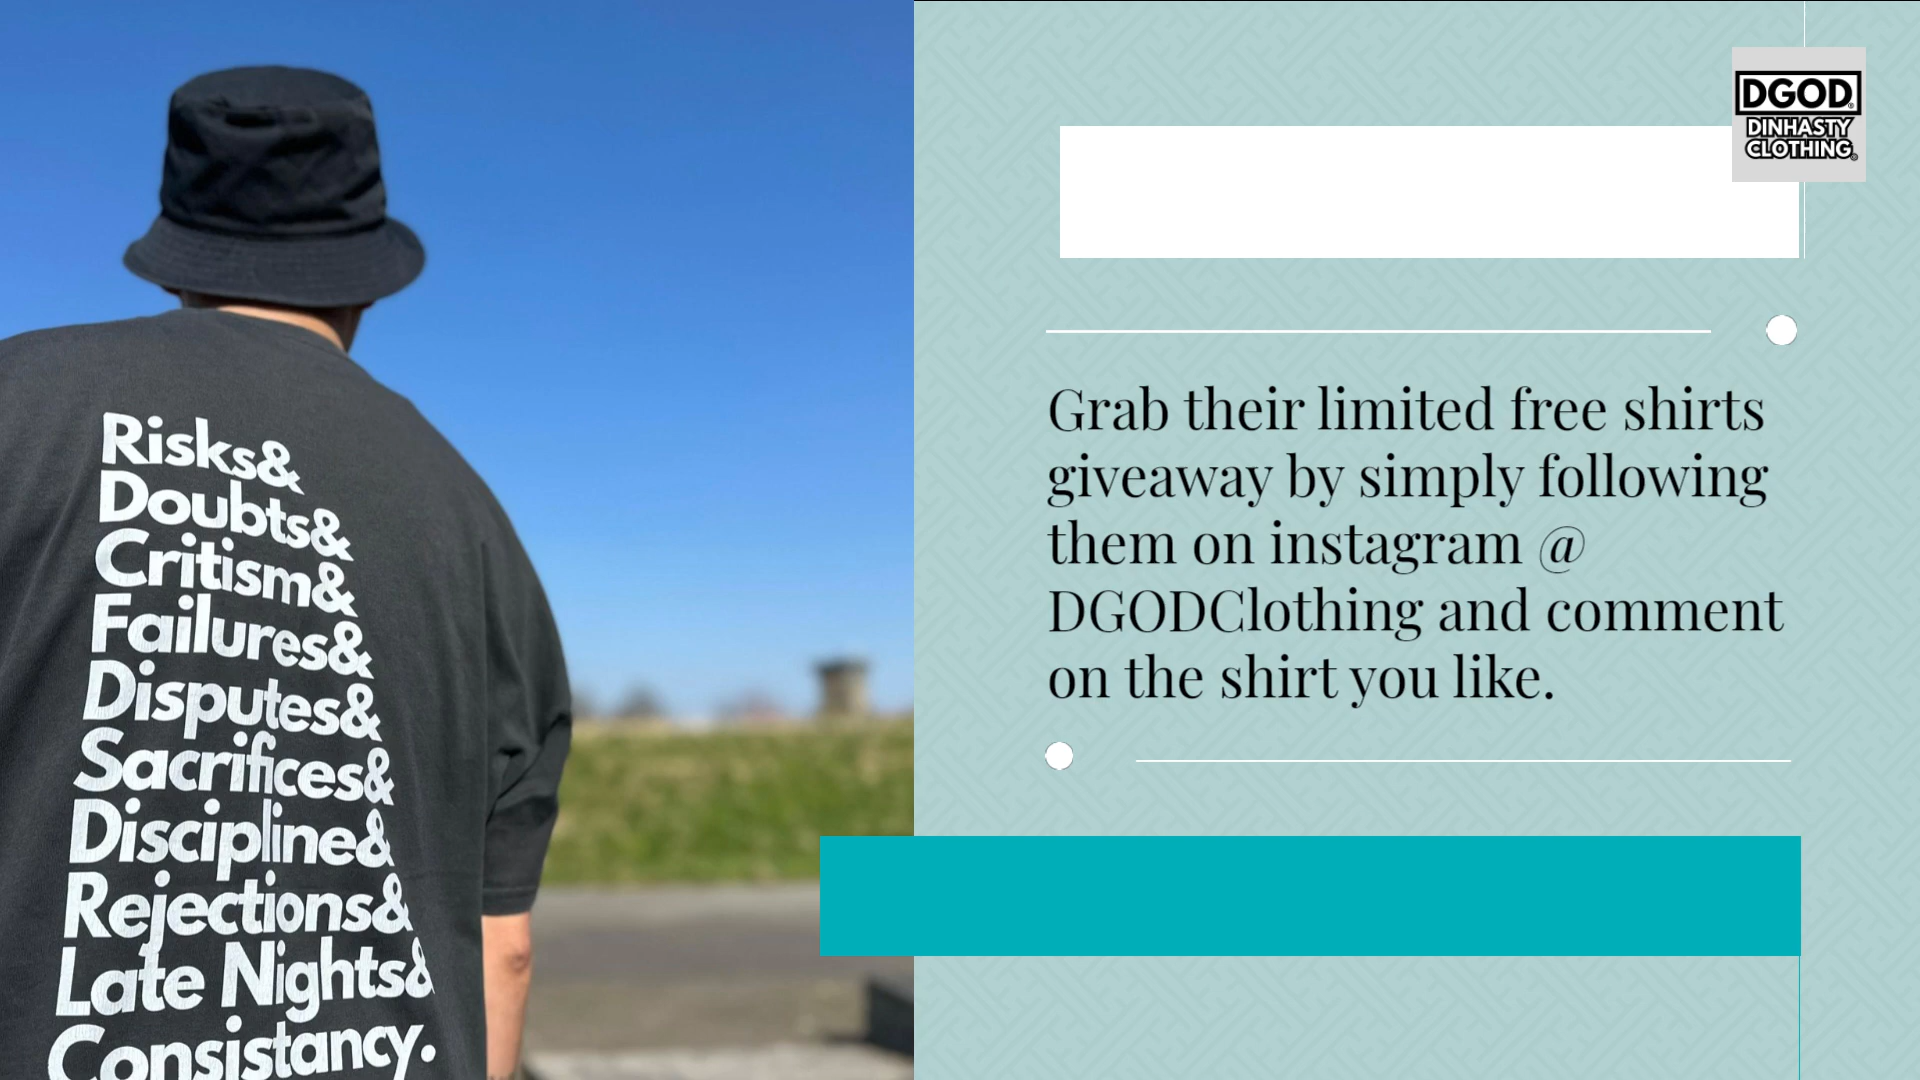 Risks&
Doubts&
Critism&
Failures&
Disputes&
Sacrifices&
Discipline&
Rejections&
Late Nights&
Consistancy.
DGOD®
DINHASTY
CLOTHING®
Grab their limited free shirts
giveaway by simply following
them on instagram @
DGODClothing and comment
on the shirt you like.